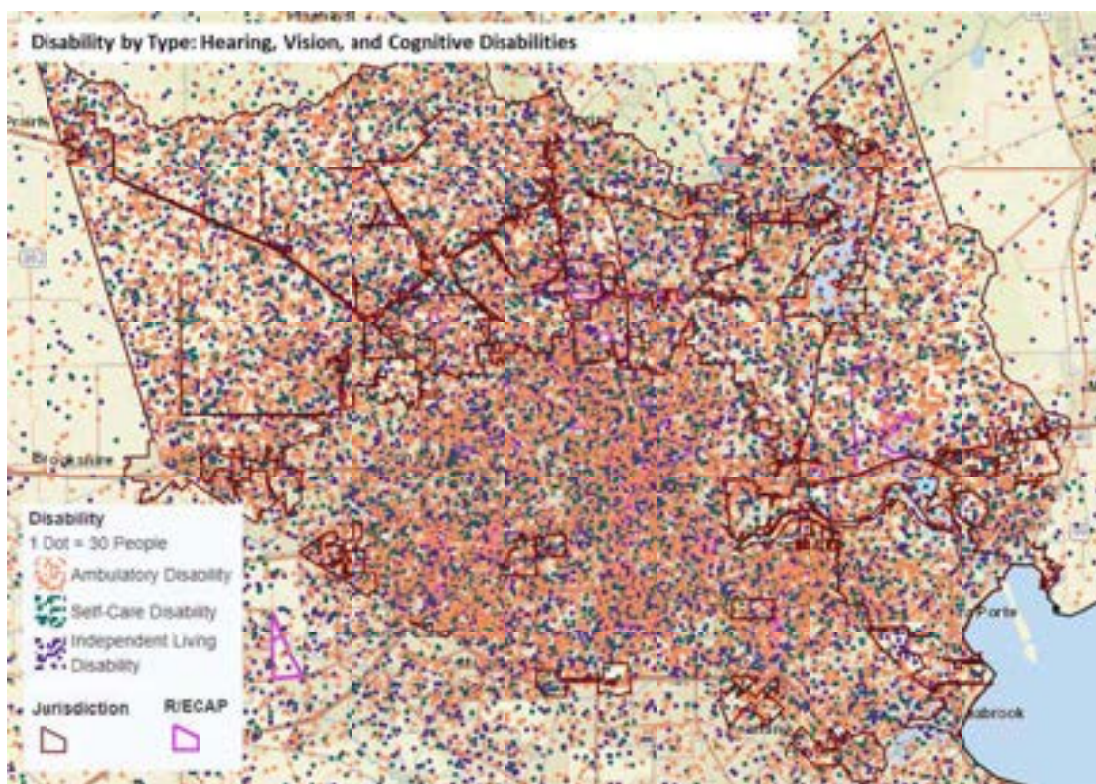 Disability by Type: Hearing, Vision, and Cognitive Disabilities
Brookshire
Disability
1 Dot = 30 People
Ambulatory Disability
Self-Care Disability
Independent Living
Disability
Porte
abrook
Jurisdiction
R/ECAP